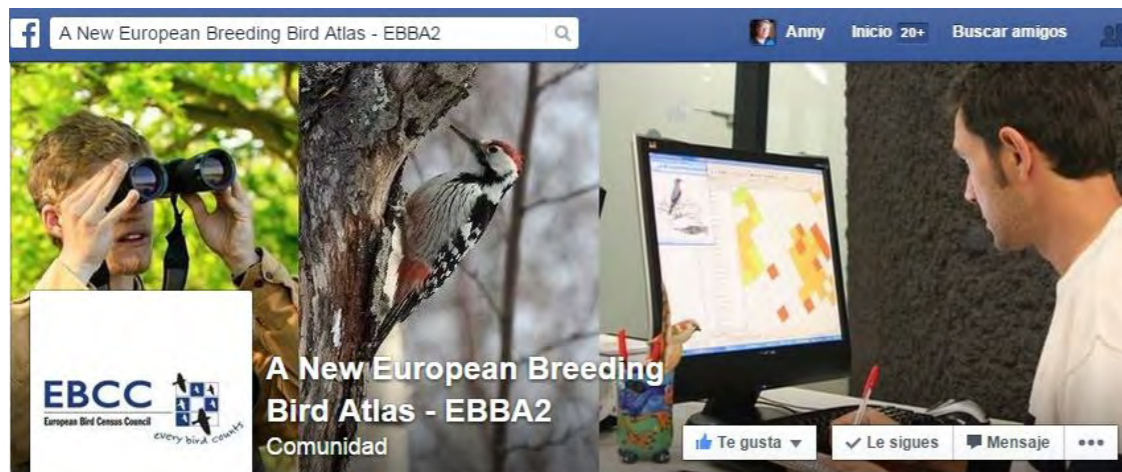 A New European Breeding Bird Atlas - EBBA2
Anny Inicio 20+ Buscar amigos
EBCC
European Bird Census Council
every bird counts
A New European Breeding
Bird Atlas - EBBA2
Comunidad
Te gusta Le sigues Mensaje